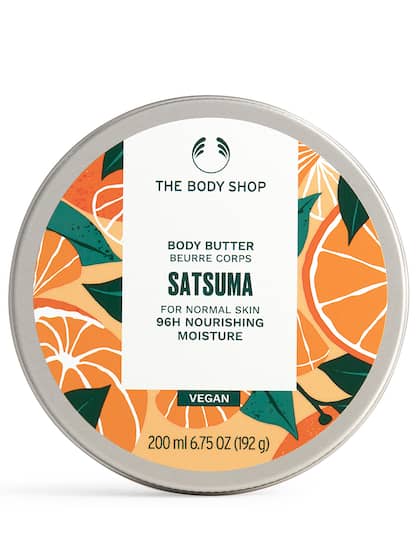 THE BODY SHOP
BODY BUTTER
BEURRE CORPS
SATSUMA
FOR NORMAL SKIN
96H NOURISHING
MOISTURE
VEGAN
200 ml 6.75 OZ (192 g)